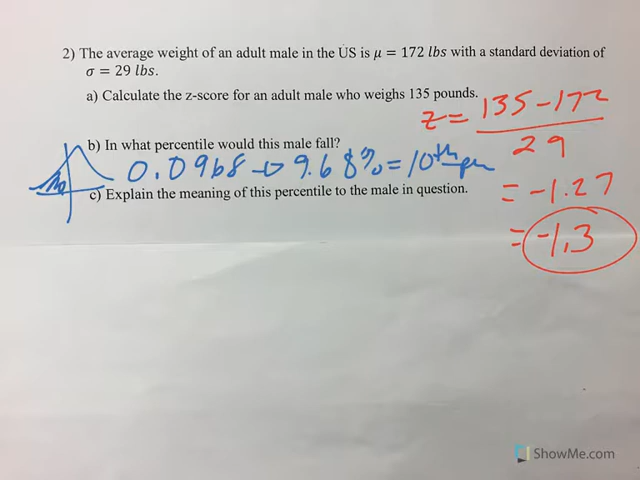 2) The average weight of an adult male in the US is μ = 172 lbs with a standard deviation of
σ = 29 lbs.
a) Calculate the z-score for an adult male who weighs 135 pounds.
z = 135 - 172
29
= -1.27
= -1.3
b) In what percentile would this male fall?
0.0968 → 9.68% = 10th
c) Explain the meaning of this percentile to the male in question.
ShowMe.com